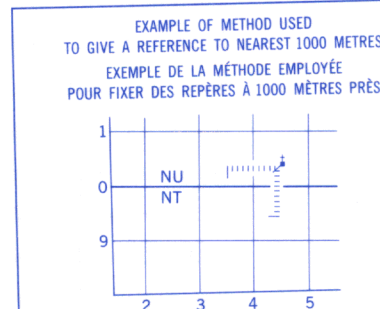 EXAMPLE OF METHOD USED
TO GIVE A REFERENCE TO NEAREST 1000 METRES
EXEMPLE DE LA MÉTHODE EMPLOYÉE
POUR FIXER DES REPÈRES À 1000 MÈTRES PRÈS
1
NU
0
NT
9
2 3 4 5